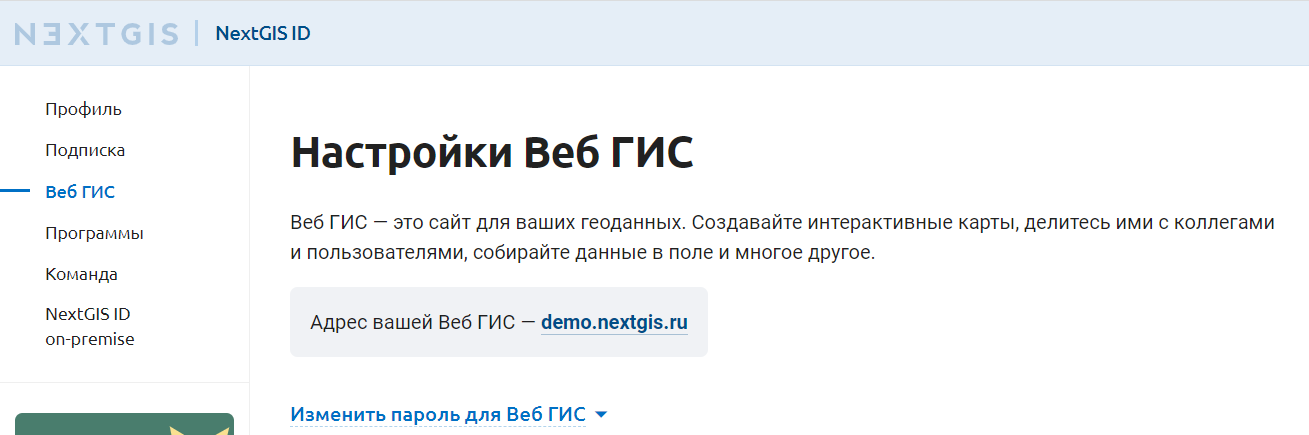 NEXTGIS | NextGIS ID
Профиль
Подписка
Веб ГИС
Программы
Команда
NextGIS ID
on-premise
Настройки Веб ГИС
Веб ГИС — это сайт для ваших геоданных. Создавайте интерактивные карты, делитесь ими с коллегами
и пользователями, собирайте данные в поле и многое другое.
Адрес вашей Веб ГИС — demo.nextgis.ru
Изменить пароль для Веб ГИС